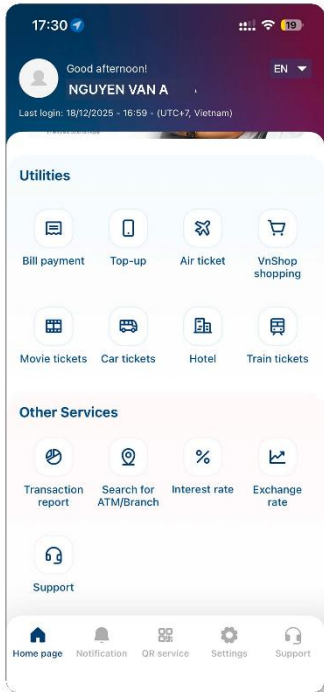 17:30
19
Good afternoon!
EN
NGUYEN VAN A
Last login: 18/12/2025 - 16:59 - (UTC+7, Vietnam)
Utilities
Bill payment Top-up Air ticket VnShop
shopping
Movie tickets Car tickets Hotel Train tickets
Other Services
Transaction Search for Interest rate Exchange
report ATM/Branch rate
Support
Home page Notification QR service Settings Support